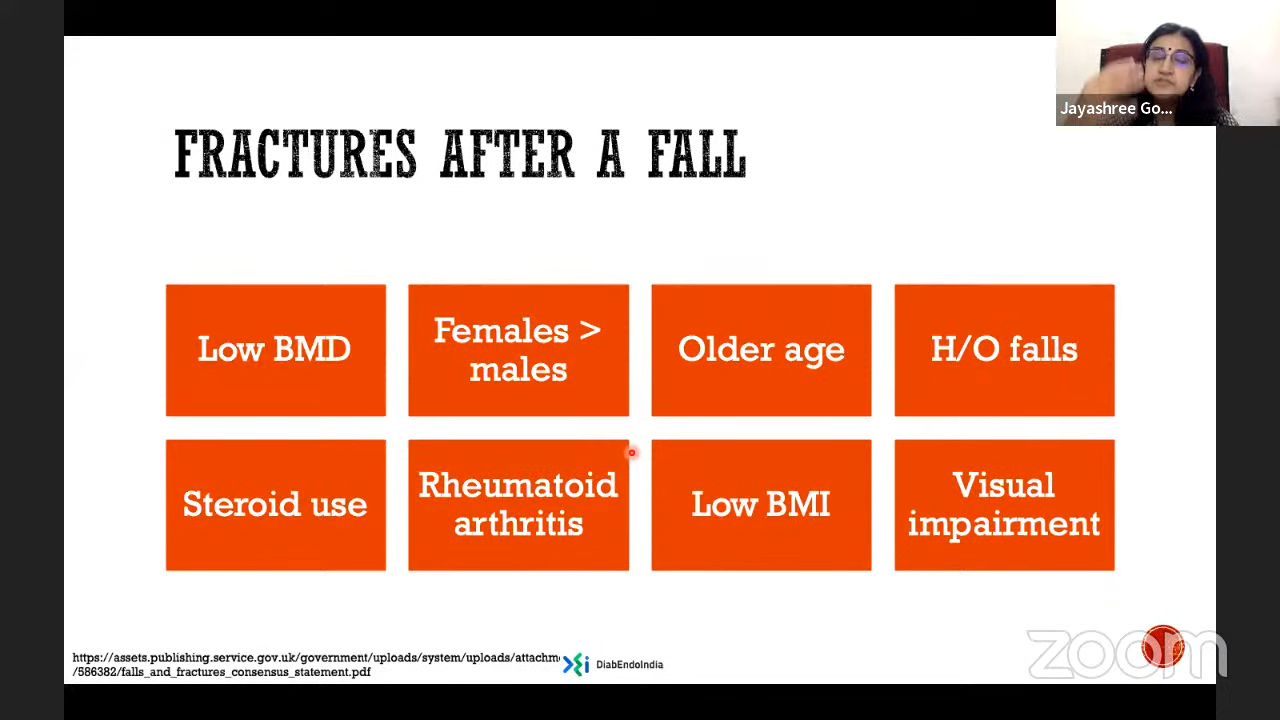 Jayashree Go...
FRACTURES AFTER A FALL
Low BMD
Females >
males
Older age
H/O falls
Steroid use
Rheumatoid
arthritis
Low BMI
Visual
impairment
https://assets.publishing.service.gov.uk/government/uploads/system/uploads/attachm
/586382/falls_and_fractures_consensus_statement.pdf
DiabEndoIndia
zoom